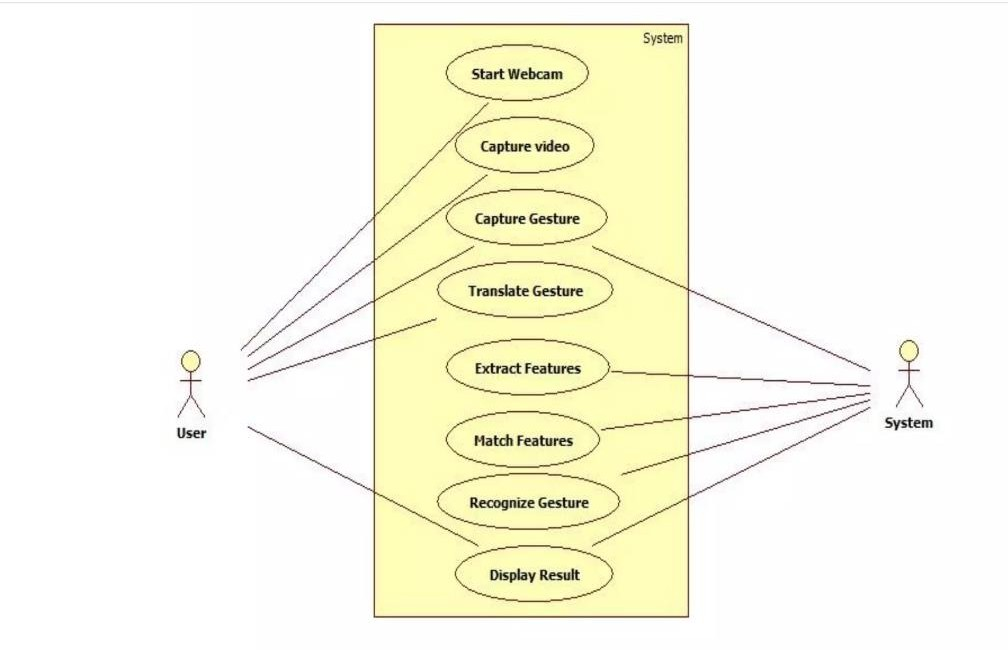 System
Start Webcam
Capture video
Capture Gesture
Translate Gesture
Extract Features
Match Features
Recognize Gesture
Display Result
User
System